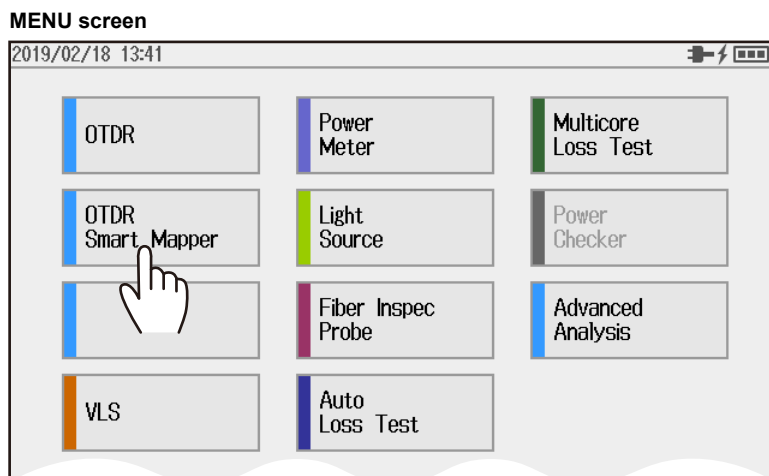 MENU screen
2019/02/18 13:41
OTDR
Power
Meter
Multicore
Loss Test
OTDR
Smart Mapper
Light
Source
Power
Checker
Fiber Inspec
Probe
Advanced
Analysis
VLS
Auto
Loss Test